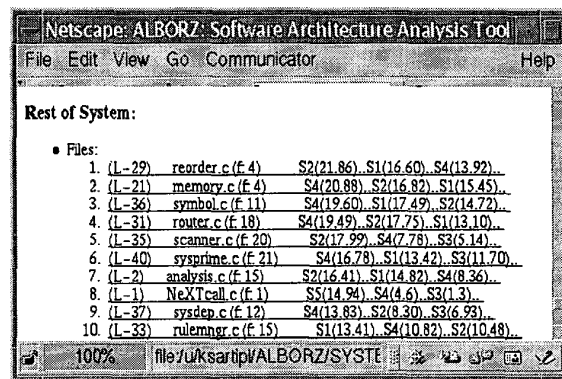 Netscape: ALBORZ: Software Architecture Analysis Tool
File Edit View Go Communicator Help
Rest of System:
• Files:
1. (L-29) reorder.c (f: 4) S2(21.86)..S1(16.60)..S4(13.92)..
2. (L-21) memory.c (f: 4) S4(20.88)..S2(16.82)..S1(15.45)..
3. (L-36) symbol.c (f: 11) S4(19.60)..S1(17.49)..S2(14.72)..
4. (L-31) router.c (f: 18) S4(19.49)..S2(17.75)..S1(13.10)..
5. (L-35) scanner.c (f: 20) S2(17.99)..S4(7.78)..S3(5.14)..
6. (L-40) sysprime.c (f: 21) S4(16.78)..S1(13.42)..S3(11.70)..
7. (L-2) analysis.c (f: 15) S2(16.41)..S1(14.82)..S4(8.36)..
8. (L-1) NeXTcall.c (f: 1) S5(14.94)..S4(4.6)..S3(1.3)..
9. (L-37) sysdep.c (f: 12) S4(13.83)..S2(8.30)..S3(6.93)..
10. (L-33) rulemngr.c (f: 15) S1(13.41)..S4(10.82)..S2(10.48)..
100% file:/u/ksartipi/ALBORZ/SYSTE